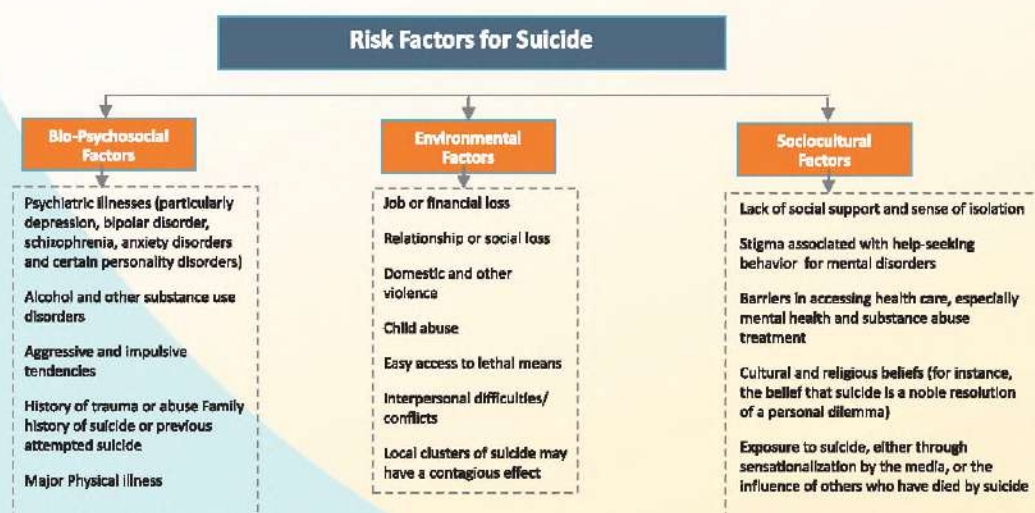 Risk Factors for Suicide
Bio-Psychosocial
Factors
Psychiatric illnesses (particularly
depression, bipolar disorder,
schizophrenia, anxiety disorders
and certain personality disorders)
Alcohol and other substance use
disorders
Aggressive and impulsive
tendencies
History of trauma or abuse Family
history of suicide or previous
attempted suicide
Major Physical illness
Environmental
Factors
Job or financial loss
Relationship or social loss
Domestic and other
violence
Child abuse
Easy access to lethal means
Interpersonal difficulties/
conflicts
Local clusters of suicide may
have a contagious effect
Sociocultural
Factors
Lack of social support and sense of isolation
Stigma associated with help-seeking
behavior for mental disorders
Barriers in accessing health care, especially
mental health and substance abuse
treatment
Cultural and religious beliefs (for instance,
the belief that suicide is a noble resolution
of a personal dilemma)
Exposure to suicide, either through
sensationalization by the media, or the
influence of others who have died by suicide